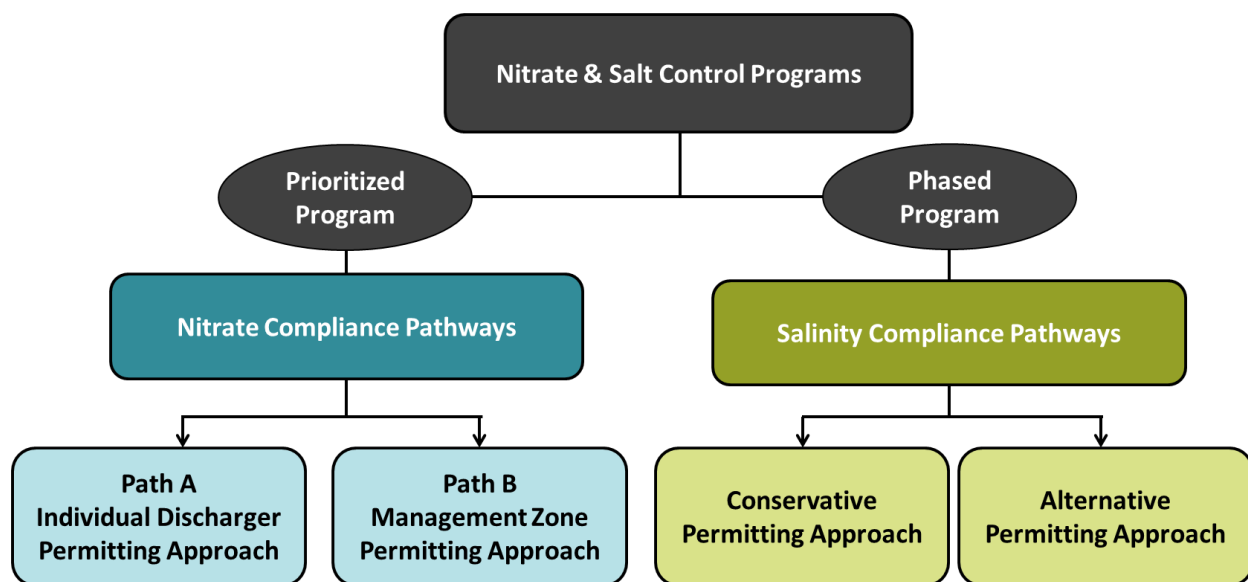 Nitrate & Salt Control Programs
Prioritized
Program
Phased
Program
Nitrate Compliance Pathways
Salinity Compliance Pathways
Path A
Individual Discharger
Permitting Approach
Path B
Management Zone
Permitting Approach
Conservative
Permitting Approach
Alternative
Permitting Approach